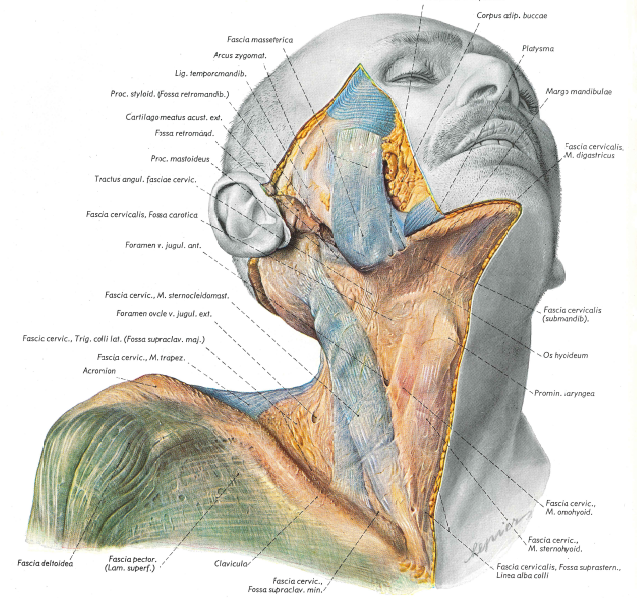 Corpus adip. buccae
Fascia masseterica
Arcus zygomat.
Platysma
Lig. temporomandib.
Proc. styloid. (Fossa retromandib.)
Margo mandibulae
Cartilago meatus acust. ext.
Fossa retromand.
Fascia cervicalis,
M. digastricus
Proc. mastoideus
Tractus angul. fasciae cervic.
Fascia cervicalis, Fossa carotica
Foramen v. jugul. ant.
Fascia cervic., M. sternocleidomast.
Foramen ovale v. jugul. ext.
Fascia cervicalis
(submandib).
Fascia cervic., Trig. colli lat. (Fossa supraclav. maj.)
Fascia cervic., M. trapez.
Os hyoideum
Acromion
Promin. laryngea
Fascia cervic.,
M. omohyoid.
Fascia cervic.,
M. sternohyoid.
Fascia deltoidea
Fascia pector.
(Lam. superf.)
Clavicula
Fascia cervic.,
Fossa supraclav. min.
Fascia cervicalis, Fossa suprastern.,
Linea alba colli